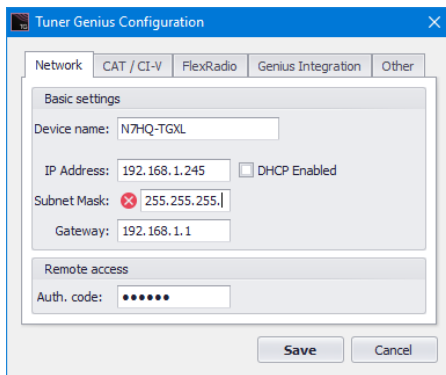 TG Tuner Genius Configuration
Network CAT / CI-V FlexRadio Genius Integration Other
Basic settings
Device name: N7HQ-TGXL
IP Address: 192.168.1.245 DHCP Enabled
Subnet Mask: 255.255.255.
Gateway: 192.168.1.1
Remote access
Auth. code: ••••••
Save Cancel